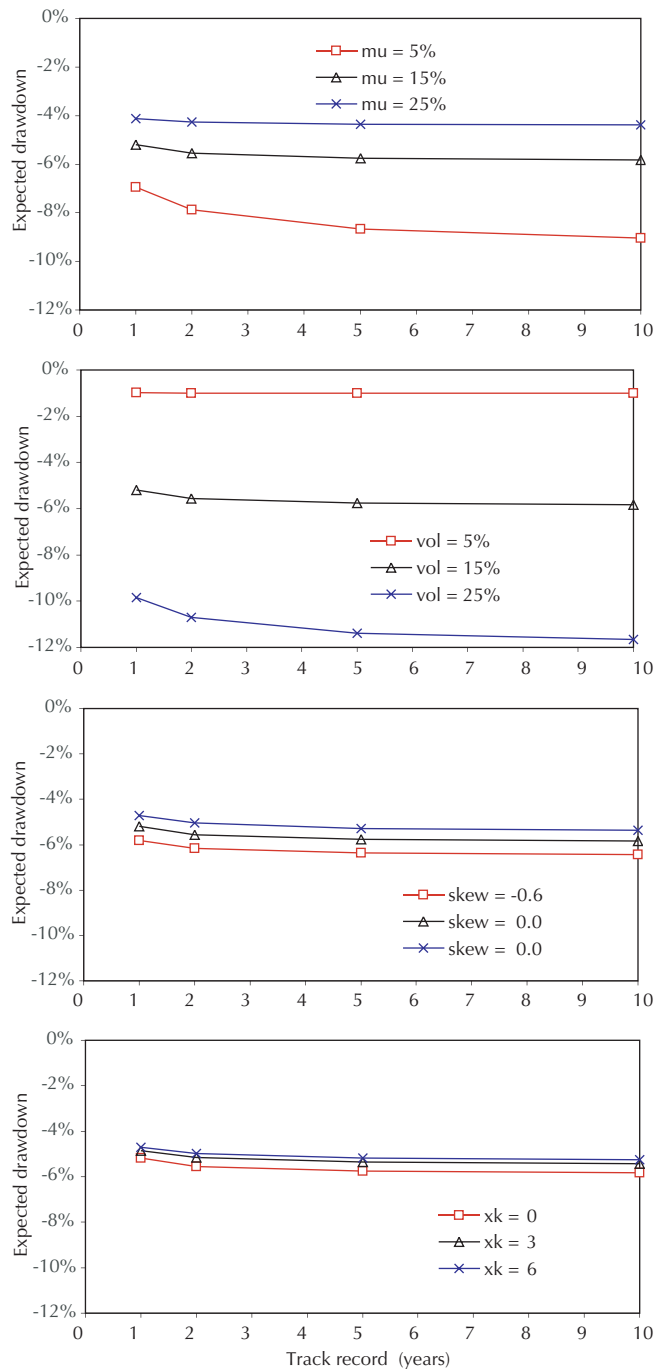 0%
-2%
-4%
-6%
-8%
-10%
-12%
Expected drawdown
mu = 5%
mu = 15%
mu = 25%
0 1 2 3 4 5 6 7 8 9 10
0%
-2%
-4%
-6%
-8%
-10%
-12%
Expected drawdown
vol = 5%
vol = 15%
vol = 25%
0 1 2 3 4 5 6 7 8 9 10
0%
-2%
-4%
-6%
-8%
-10%
-12%
Expected drawdown
skew = -0.6
skew = 0.0
skew = 0.0
0 1 2 3 4 5 6 7 8 9 10
0%
-2%
-4%
-6%
-8%
-10%
-12%
Expected drawdown
xk = 0
xk = 3
xk = 6
0 1 2 3 4 5 6 7 8 9 10
Track record (years)